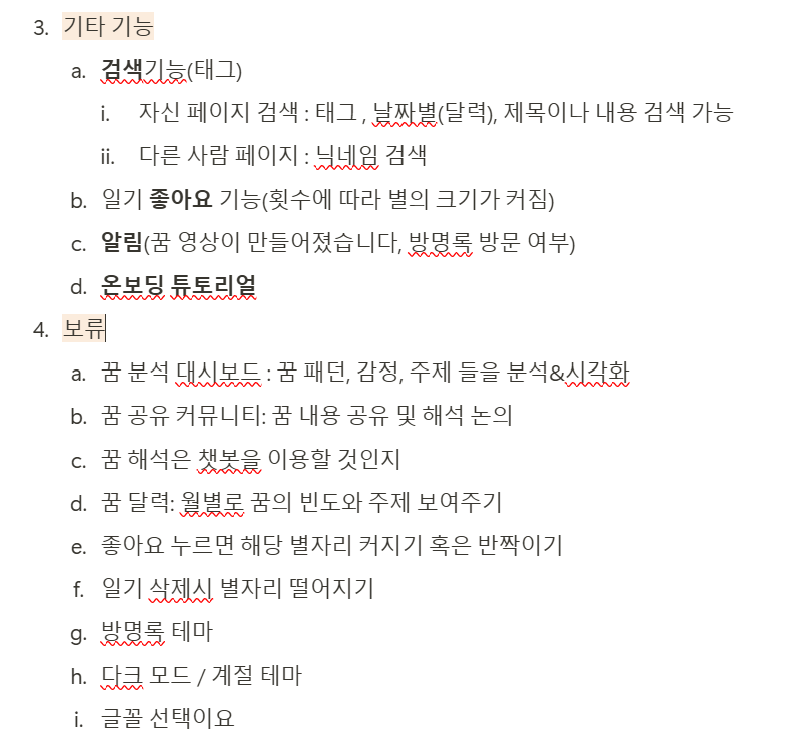 3. 기타 기능
a. 검색기능(태그)
i. 자신 페이지 검색 : 태그 , 날짜별(달력), 제목이나 내용 검색 가능
ii. 다른 사람 페이지 : 닉네임 검색
b. 일기 좋아요 기능(횟수에 따라 별의 크기가 커짐)
c. 알림(꿈 영상이 만들어졌습니다, 방명록 방문 여부)
d. 온보딩 튜토리얼
4. 보류
a. 꿈 분석 대시보드 : 꿈 패던, 감정, 주제 들을 분석&시각화
b. 꿈 공유 커뮤니티: 꿈 내용 공유 및 해석 논의
c. 꿈 해석은 챗봇을 이용할 것인지
d. 꿈 달력: 월별로 꿈의 빈도와 주제 보여주기
e. 좋아요 누르면 해당 별자리 커지기 혹은 반짝이기
f. 일기 삭제시 별자리 떨어지기
g. 방명록 테마
h. 다크 모드 / 계절 테마
i. 글꼴 선택이요